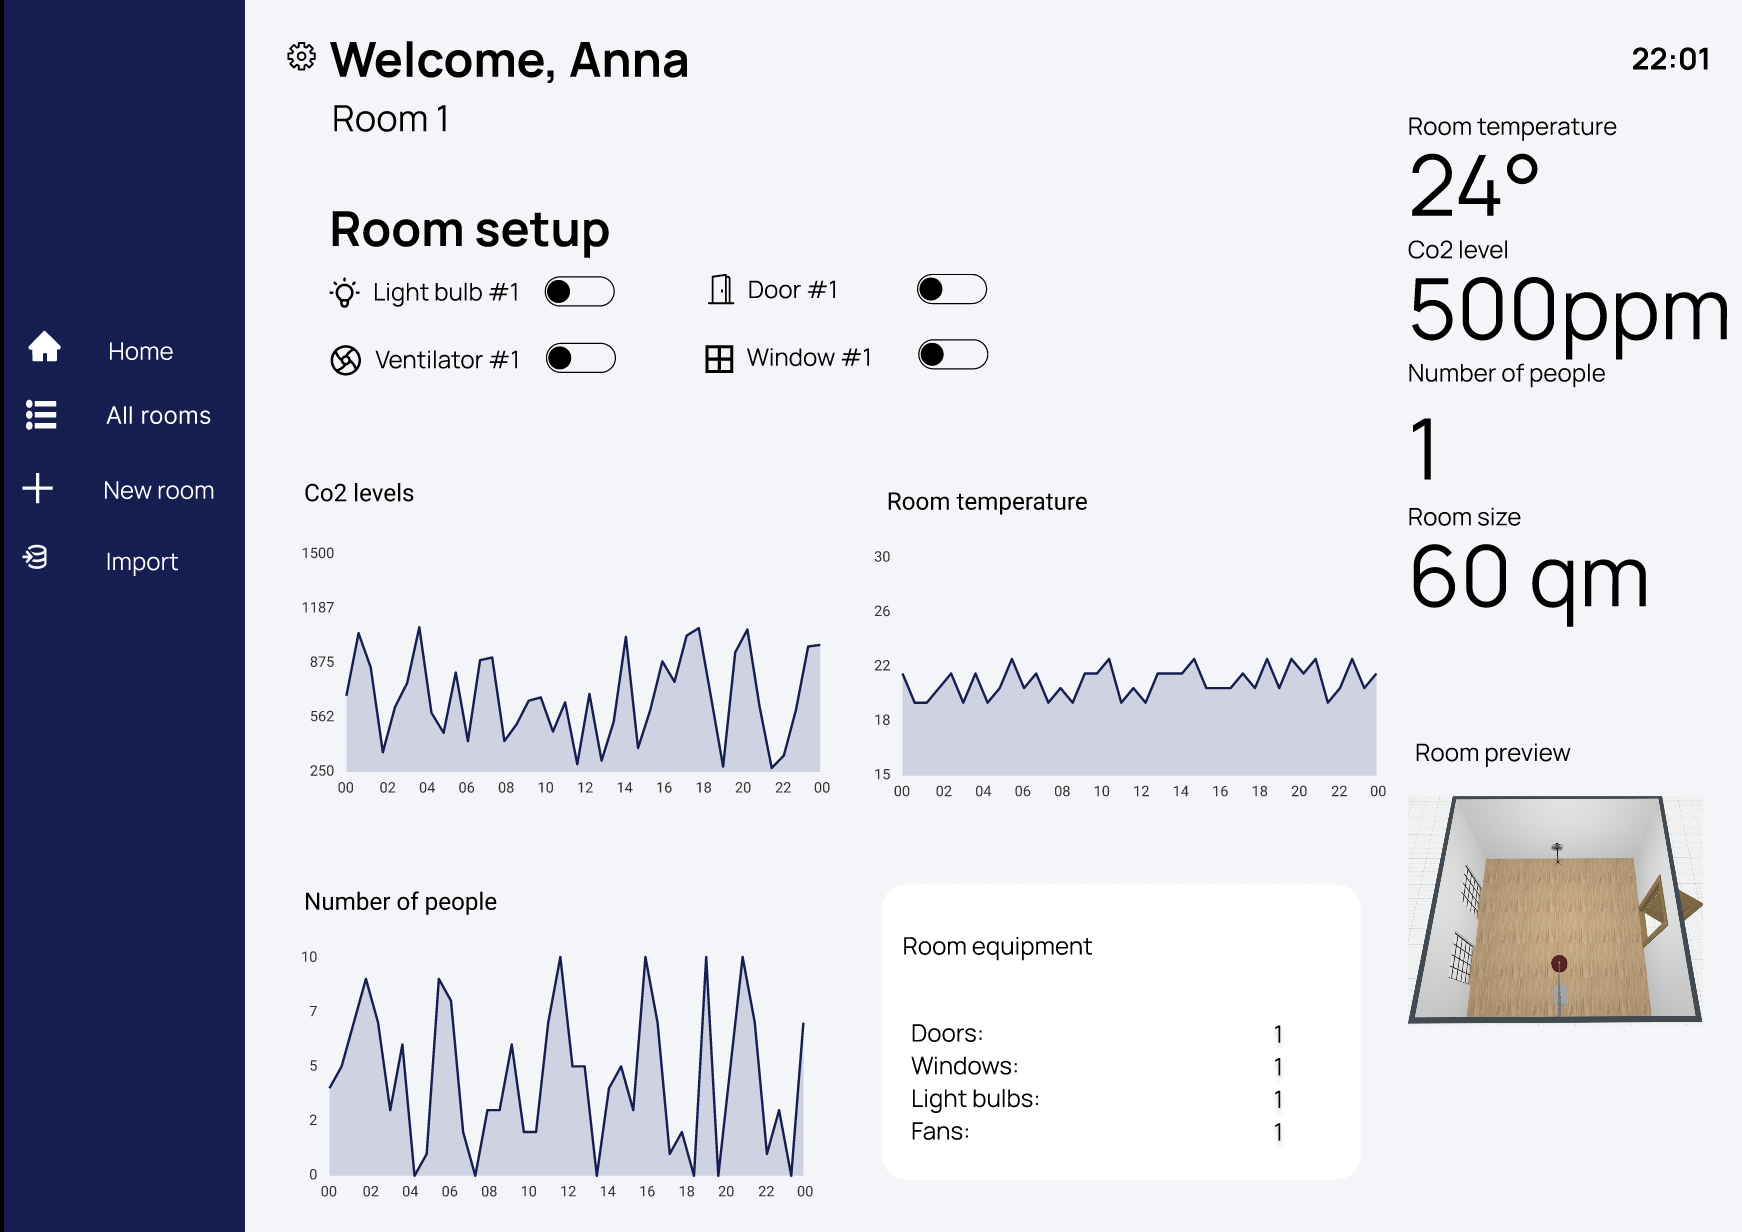 Welcome, Anna
Room 1
22:01
Home
All rooms
New room
Import
Room setup
Light bulb #1
Door #1
Ventilator #1
Window #1
Room temperature
24°
Co2 level
500ppm
Number of people
1
Room size
60 qm
Co2 levels
1500
1187
875
562
250
00 02 04 06 08 10 12 14 16 18 20 22 00
Room temperature
30
26
22
18
15
00 02 04 06 08 10 12 14 16 18 20 22 00
Room preview
Number of people
10
7
5
2
0
00 02 04 06 08 10 12 14 16 18 20 22 00
Room equipment
Doors: 1
Windows: 1
Light bulbs: 1
Fans: 1